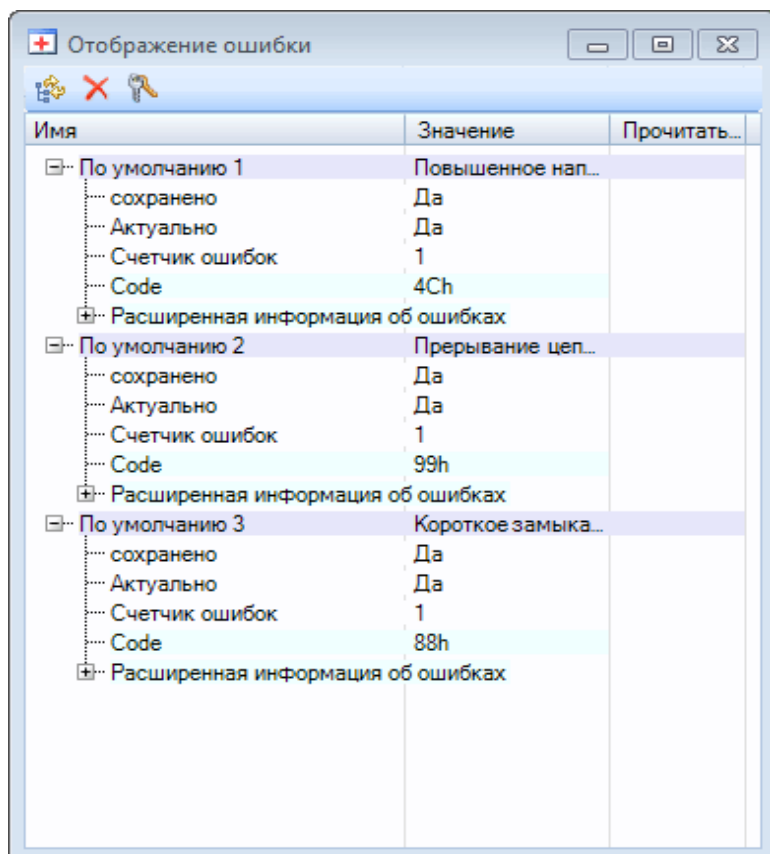 Отображение ошибки
Имя Значение Прочитать...
По умолчанию 1 Повышенное нап...
сохранено Да
Актуально Да
Счетчик ошибок 1
Code 4Ch
Расширенная информация об ошибках
По умолчанию 2 Прерывание цеп...
сохранено Да
Актуально Да
Счетчик ошибок 1
Code 99h
Расширенная информация об ошибках
По умолчанию 3 Короткое замыка...
сохранено Да
Актуально Да
Счетчик ошибок 1
Code 88h
Расширенная информация об ошибках